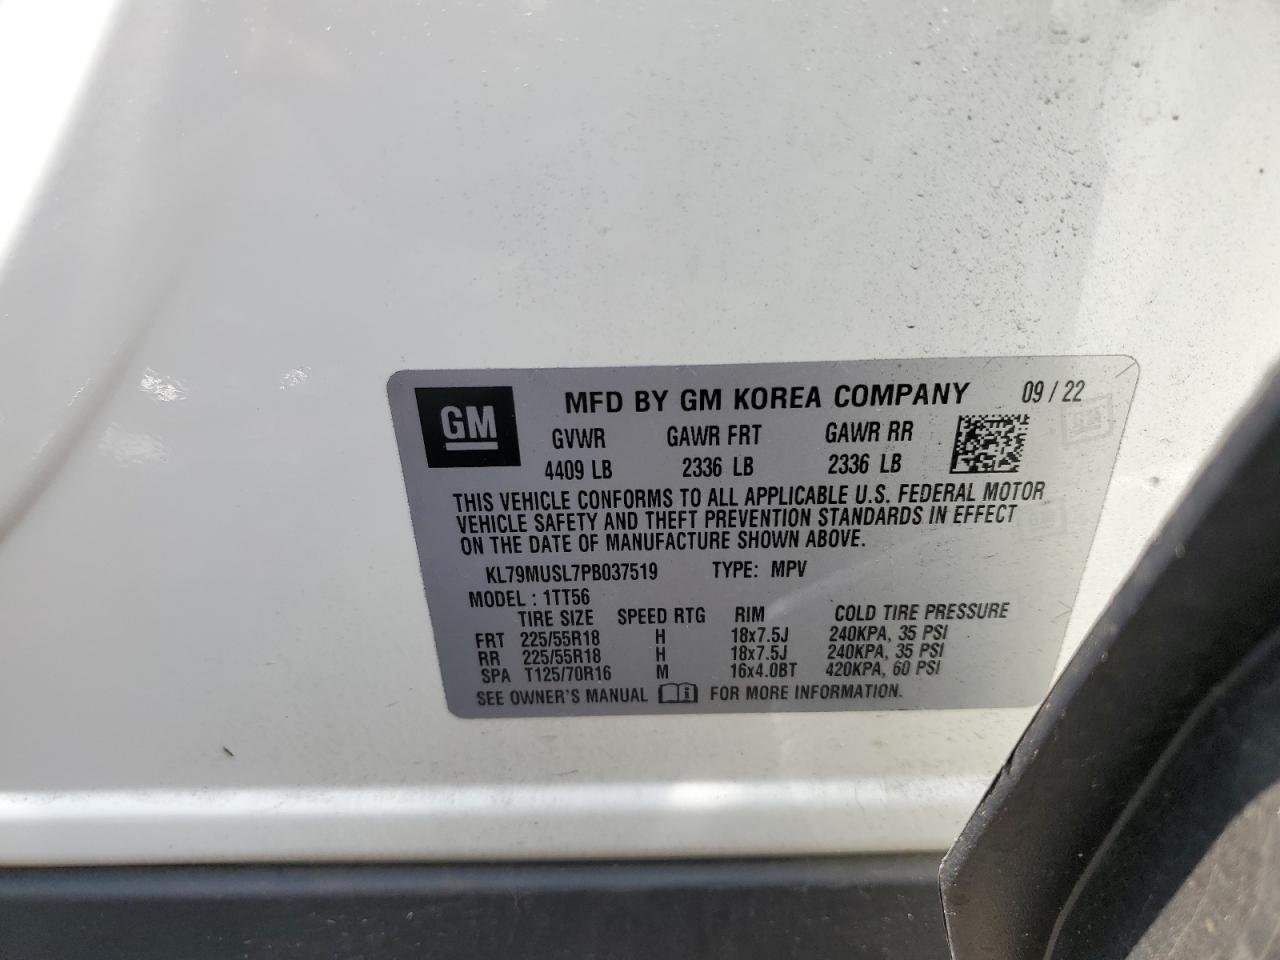 GM
MFD BY GM KOREA COMPANY 09 / 22
GVWR GAWR FRT GAWR RR
4409 LB 2336 LB 2336 LB
THIS VEHICLE CONFORMS TO ALL APPLICABLE U.S. FEDERAL MOTOR
VEHICLE SAFETY AND THEFT PREVENTION STANDARDS IN EFFECT
ON THE DATE OF MANUFACTURE SHOWN ABOVE.
KL79MUSL7PB037519 TYPE: MPV
MODEL : 1TT56
TIRE SIZE SPEED RTG RIM COLD TIRE PRESSURE
FRT 225/55R18 H 18x7.5J 240KPA, 35 PSI
RR 225/55R18 H 18x7.5J 240KPA, 35 PSI
SPA T125/70R16 M 16x4.0BT 420KPA, 60 PSI
SEE OWNER'S MANUAL FOR MORE INFORMATION.